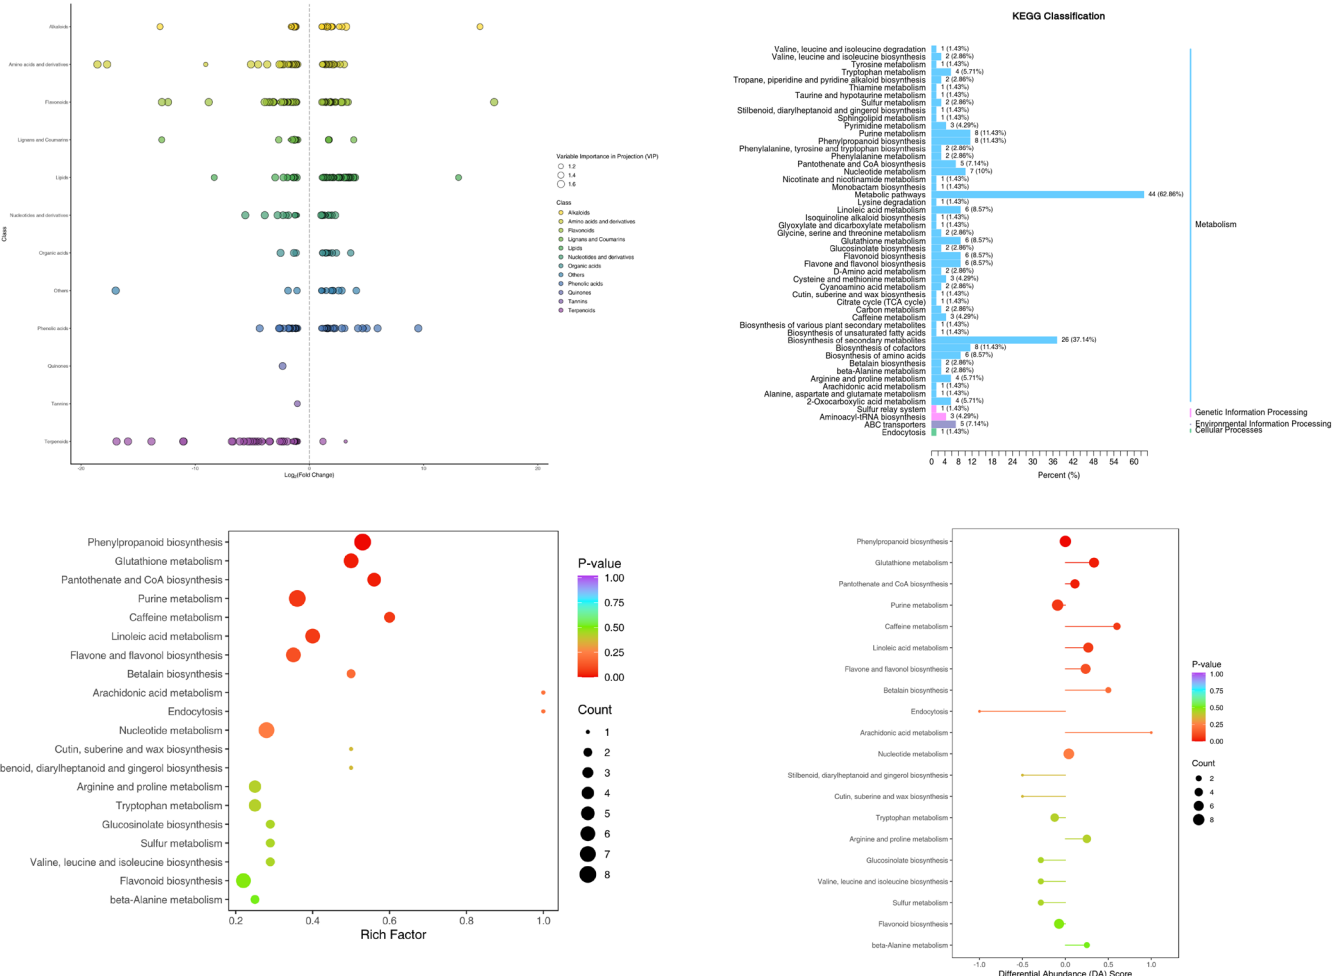 Alkaloids
Amino acids and derivatives
Flavonoids
Lignans and Coumarins
Lipids
Nucleotides and derivatives
Organic acids
Others
Phenolic acids
Quinones
Tannins
Terpenoids
Class
-20 -10 0 10 20
Log2(Fold Change)
Variable Importance in Projection (VIP)
1.2
1.4
1.6
Class
Alkaloids
Amino acids and derivatives
Flavonoids
Lignans and Coumarins
Lipids
Nucleotides and derivatives
Organic acids
Others
Phenolic acids
Quinones
Tannins
Terpenoids
KEGG Classification
Valine, leucine and isoleucine degradation 1 (1.43%)
Valine, leucine and isoleucine biosynthesis 2 (2.86%)
Tyrosine metabolism 1 (1.43%)
Tryptophan metabolism 4 (5.71%)
Tropane, piperidine and pyridine alkaloid biosynthesis 2 (2.86%)
Thiamine metabolism 1 (1.43%)
Taurine and hypotaurine metabolism 1 (1.43%)
Sulfur metabolism 2 (2.86%)
Stilbenoid, diarylheptanoid and gingerol biosynthesis 1 (1.43%)
Sphingolipid metabolism 1 (1.43%)
Pyrimidine metabolism 3 (4.29%)
Purine metabolism 8 (11.43%)
Phenylpropanoid biosynthesis 8 (11.43%)
Phenylalanine, tyrosine and tryptophan biosynthesis 2 (2.86%)
Phenylalanine metabolism 2 (2.86%)
Pantothenate and CoA biosynthesis 5 (7.14%)
Nucleotide metabolism 7 (10%)
Nicotinate and nicotinamide metabolism 1 (1.43%)
Monobactam biosynthesis 1 (1.43%)
Metabolic pathways 44 (62.86%)
Lysine degradation 1 (1.43%)
Linoleic acid metabolism 6 (8.57%)
Isoquinoline alkaloid biosynthesis 1 (1.43%)
Glyoxylate and dicarboxylate metabolism 1 (1.43%)
Glycine, serine and threonine metabolism 2 (2.86%)
Glutathione metabolism 6 (8.57%)
Glucosinolate biosynthesis 2 (2.86%)
Flavonoid biosynthesis 6 (8.57%)
Flavone and flavonol biosynthesis 6 (8.57%)
D-Amino acid metabolism 2 (2.86%)
Cysteine and methionine metabolism 3 (4.29%)
Cyanoamino acid metabolism 2 (2.86%)
Cutin, suberine and wax biosynthesis 1 (1.43%)
Citrate cycle (TCA cycle) 1 (1.43%)
Carbon metabolism 2 (2.86%)
Caffeine metabolism 3 (4.29%)
Biosynthesis of various plant secondary metabolites 1 (1.43%)
Biosynthesis of unsaturated fatty acids 1 (1.43%)
Biosynthesis of secondary metabolites 26 (37.14%)
Biosynthesis of cofactors 8 (11.43%)
Biosynthesis of amino acids 6 (8.57%)
Betalain biosynthesis 2 (2.86%)
beta-Alanine metabolism 2 (2.86%)
Arginine and proline metabolism 4 (5.71%)
Arachidonic acid metabolism 1 (1.43%)
Alanine, aspartate and glutamate metabolism 1 (1.43%)
2-Oxocarboxylic acid metabolism 4 (5.71%)
Sulfur relay system 1 (1.43%)
Aminoacyl-tRNA biosynthesis 3 (4.29%)
ABC transporters 5 (7.14%)
Endocytosis 1 (1.43%)
Metabolism
Genetic Information Processing
Environmental Information Processing
Cellular Processes
0 4 8 12 18 24 30 36 42 48 54 60
Percent (%)
Phenylpropanoid biosynthesis
Glutathione metabolism
Pantothenate and CoA biosynthesis
Purine metabolism
Caffeine metabolism
Linoleic acid metabolism
Flavone and flavonol biosynthesis
Betalain biosynthesis
Arachidonic acid metabolism
Endocytosis
Nucleotide metabolism
Cutin, suberine and wax biosynthesis
benoid, diarylheptanoid and gingerol biosynthesis
Arginine and proline metabolism
Tryptophan metabolism
Glucosinolate biosynthesis
Sulfur metabolism
Valine, leucine and isoleucine biosynthesis
Flavonoid biosynthesis
beta-Alanine metabolism
0.2 0.4 0.6 0.8 1.0
Rich Factor
P-value
1.00
0.75
0.50
0.25
0.00
Count
1
2
3
4
5
6
7
8
Phenylpropanoid biosynthesis
Glutathione metabolism
Pantothenate and CoA biosynthesis
Purine metabolism
Caffeine metabolism
Linoleic acid metabolism
Flavone and flavonol biosynthesis
Betalain biosynthesis
Endocytosis
Arachidonic acid metabolism
Nucleotide metabolism
Stilbenoid, diarylheptanoid and gingerol biosynthesis
Cutin, suberine and wax biosynthesis
Tryptophan metabolism
Arginine and proline metabolism
Glucosinolate biosynthesis
Valine, leucine and isoleucine biosynthesis
Sulfur metabolism
Flavonoid biosynthesis
beta-Alanine metabolism
-1.0 -0.5 0.0 0.5 1.0
Differential Abundance (DA) Score
P-value
1.00
0.75
0.50
0.25
0.00
Count
2
4
6
8